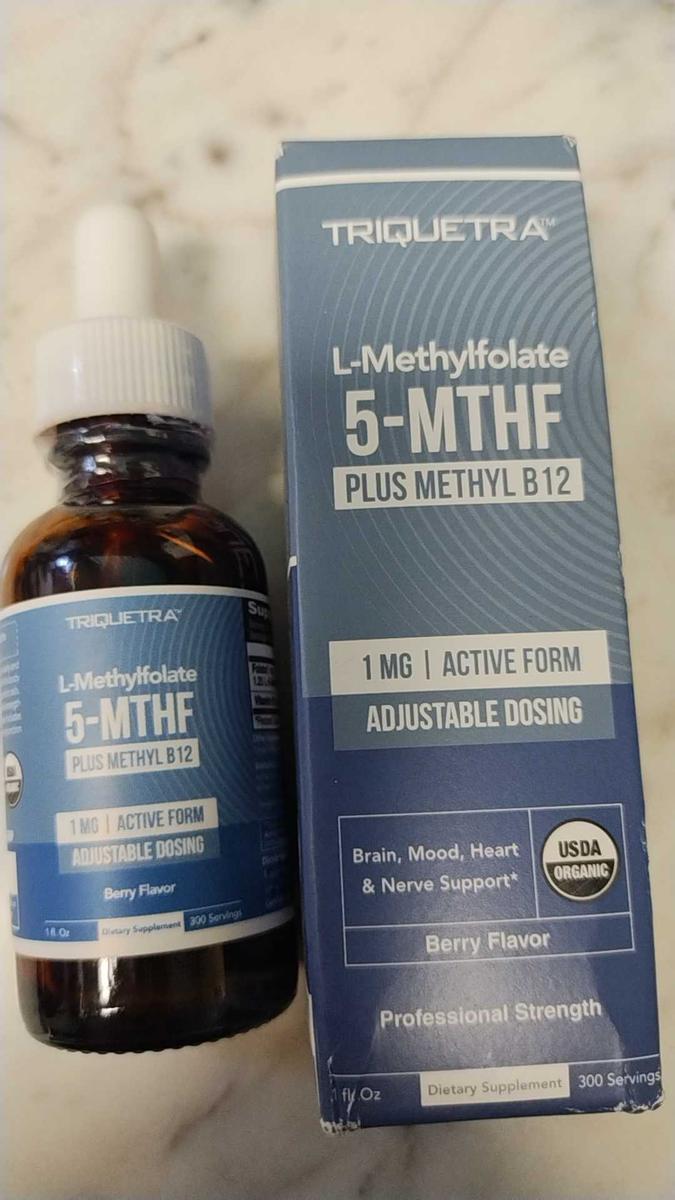 TRIQUETRA™
L-Methylfolate
5-MTHF
PLUS METHYL B12
1 MG | ACTIVE FORM
ADJUSTABLE DOSING
Berry Flavor
1 fl. Oz
Dietary Supplement
300 Servings
TRIQUETRA™
L-Methylfolate
5-MTHF
PLUS METHYL B12
1 MG | ACTIVE FORM
ADJUSTABLE DOSING
Brain, Mood, Heart
& Nerve Support*
USDA
ORGANIC
Berry Flavor
Professional Strength
1 fl. Oz
Dietary Supplement
300 Servings